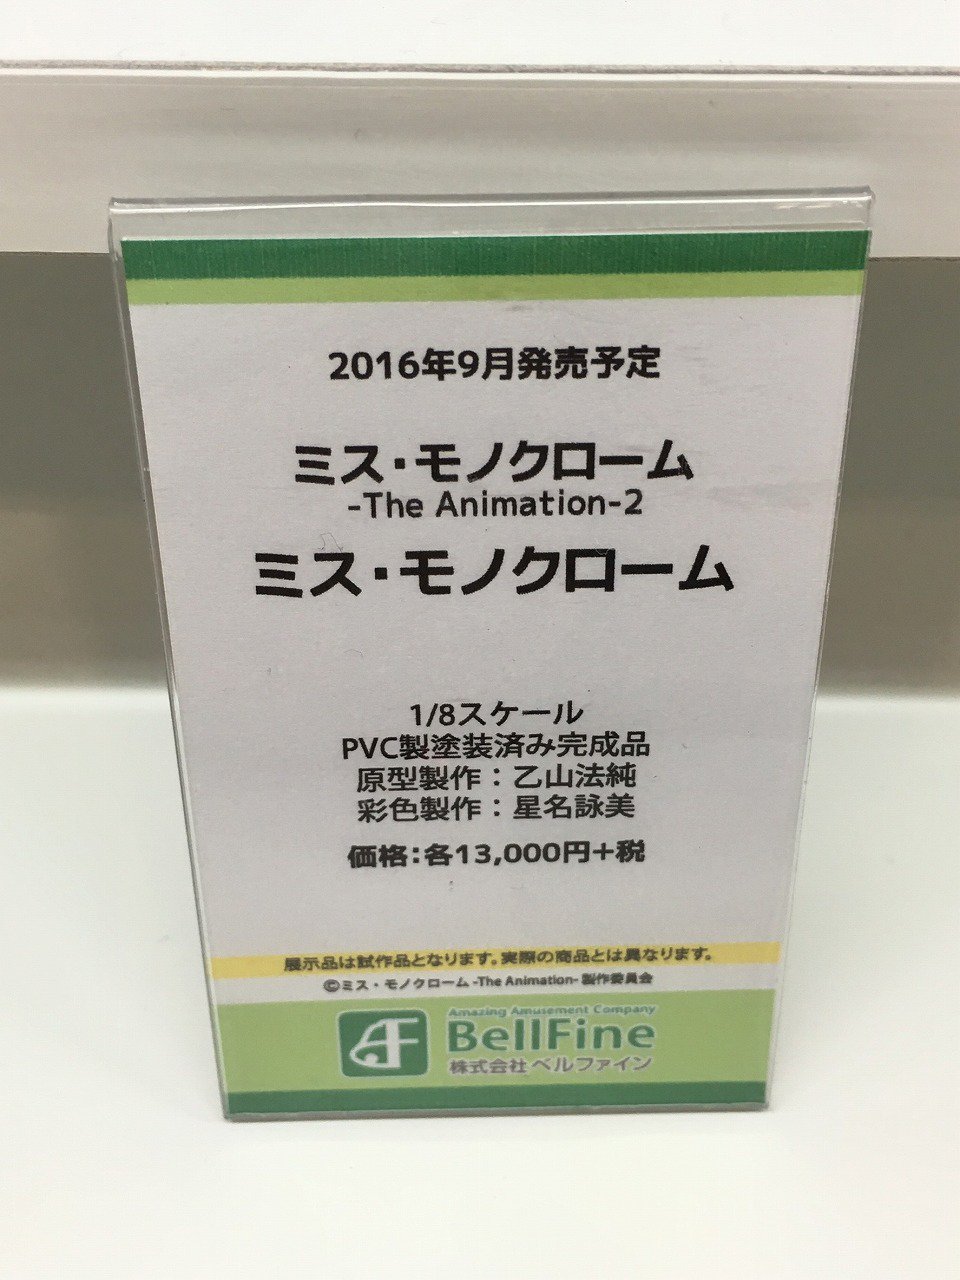 2016年9月発売予定
ミス・モノクローム
-The Animation-2
ミス・モノクローム
1/8スケール
PVC製塗装済み完成品
原型製作：乙山法純
彩色製作：星名詠美
価格：各13,000円+税
展示品は試作品となります。実際の商品とは異なります。
©ミス・モノクローム -The Animation- 製作委員会
Amazing Amusement Company
BellFine
株式会社 ベルファイン